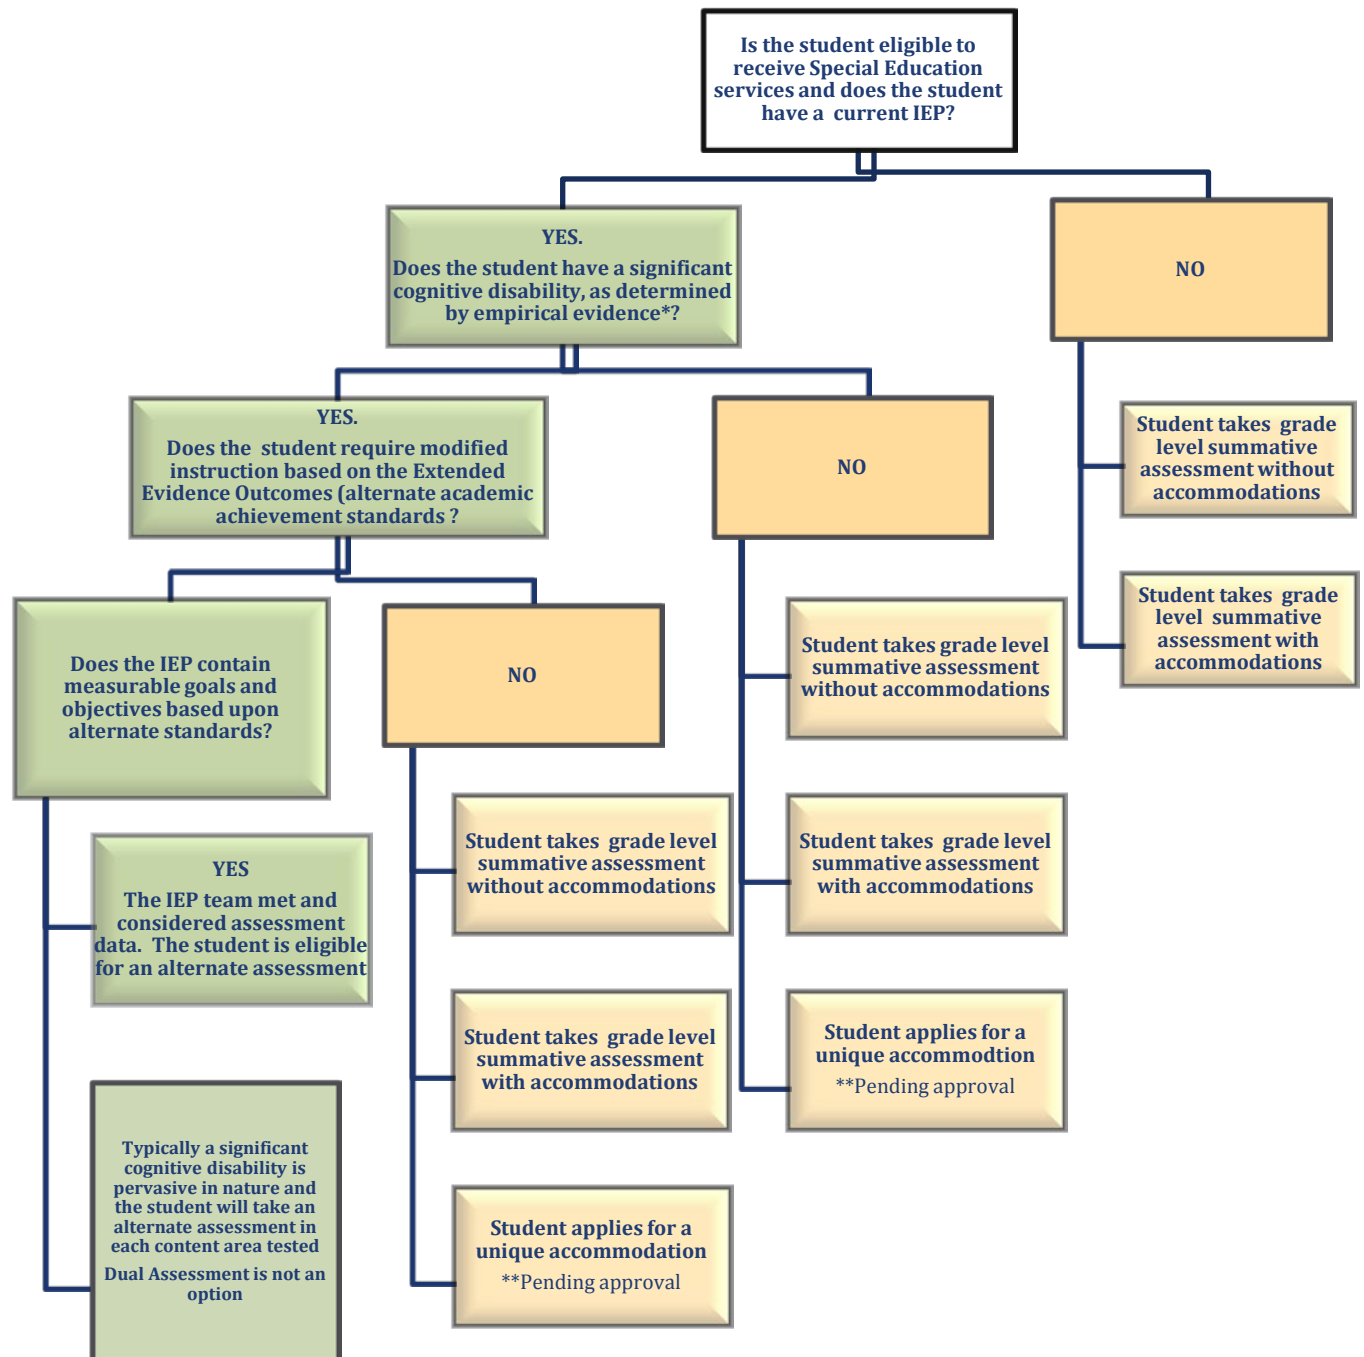 Is the student eligible to
receive Special Education
services and does the student
have a current IEP?
YES.
Does the student have a significant
cognitive disability, as determined
by empirical evidence*?
NO
YES.
Does the student require modified
instruction based on the Extended
Evidence Outcomes (alternate academic
achievement standards ?
NO
Student takes grade
level summative
assessment without
accommodations
Student takes grade
level summative
assessment with
accommodations
Does the IEP contain
measurable goals and
objectives based upon
alternate standards?
NO
Student takes grade level
summative assessment
without accommodations
Student takes grade level
summative assessment
with accommodations
Student applies for a
unique accommodtion
**Pending approval
YES
The IEP team met and
considered assessment
data. The student is eligible
for an alternate assessment
Student takes grade level
summative assessment
without accommodations
Student takes grade level
summative assessment
with accommodations
Student applies for a
unique accommodation
**Pending approval
Typically a significant
cognitive disability is
pervasive in nature and
the student will take an
alternate assessment in
each content area tested
Dual Assessment is not an
option